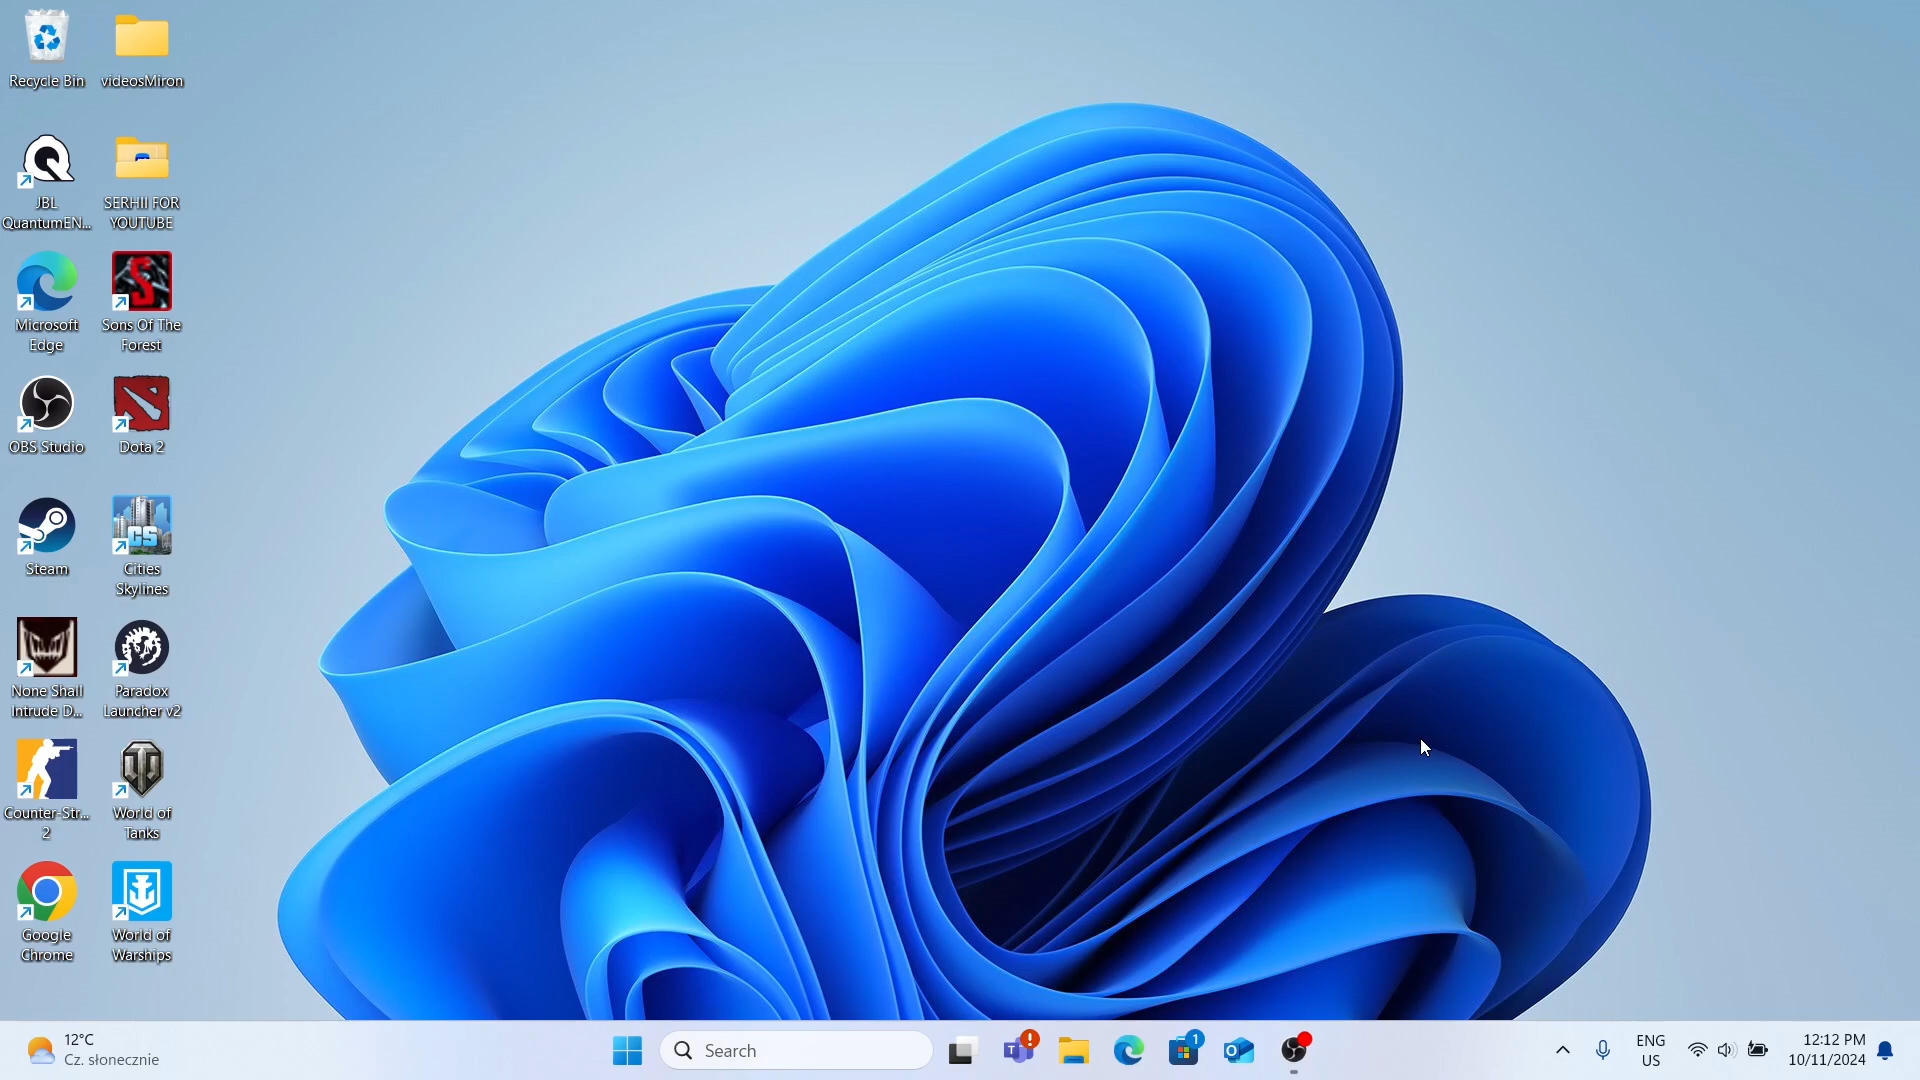 Recycle Bin
videosMiron
JBL
QuantumEN...
SERHII FOR
YOUTUBE
Microsoft
Edge
Sons Of The
Forest
OBS Studio
Dota 2
Steam
CS
Cities
Skylines
None Shall
Intrude D...
Paradox
Launcher v2
Counter-Str...
2
World of
Tanks
Google
Chrome
World of
Warships
12°C
Cz. słonecznie
Search
1
ENG
US
12:12 PM
10/11/2024